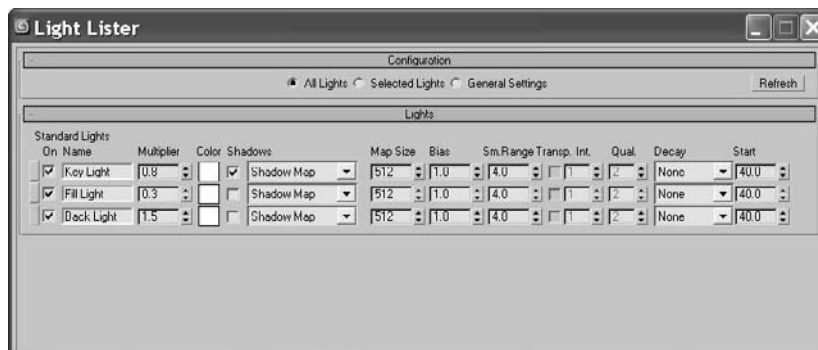 Light Lister
Configuration
All Lights Selected Lights General Settings Refresh
Lights
Standard Lights
On Name Multiplier Color Shadows Map Size Bias Sm.Range Transp. Int. Qual. Decay Start
Key Light 0.8 Shadow Map 512 1.0 4.0 1 2 None 40.0
Fill Light 0.3 Shadow Map 512 1.0 4.0 1 2 None 40.0
Back Light 1.5 Shadow Map 512 1.0 4.0 1 2 None 40.0